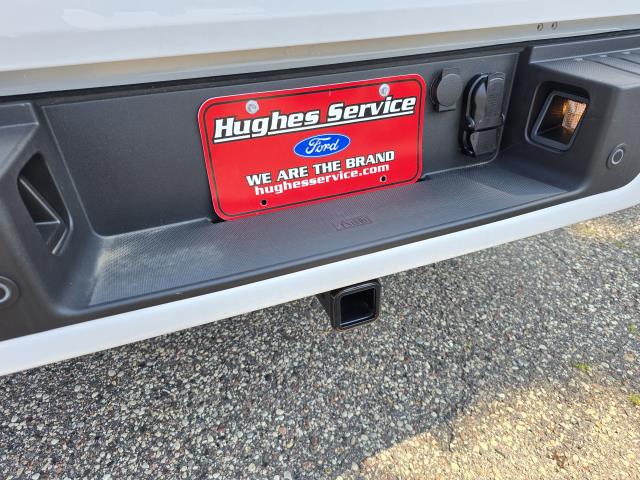 Hughes Service
Ford
WE ARE THE BRAND
hughesservice.com